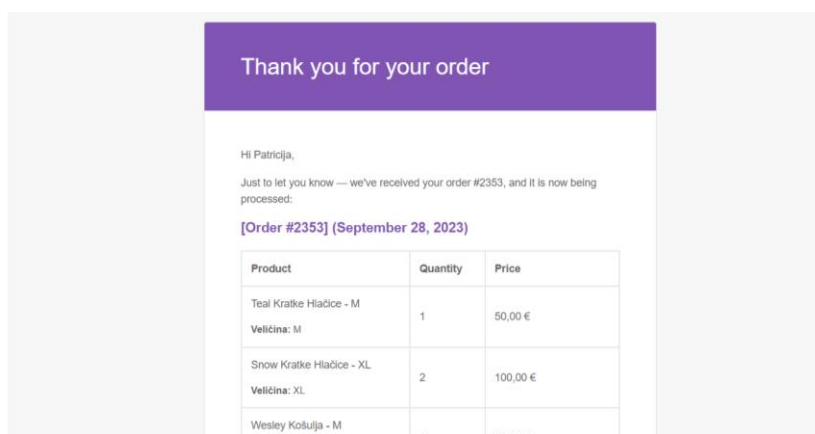 Thank you for your order
Hi Patricija,
Just to let you know — we've received your order #2353, and it is now being
processed:
[Order #2353] (September 28, 2023)
Product Quantity Price
Teal Kratke Hlačice - M
Veličina: M
1 50,00 €
Snow Kratke Hlačice - XL
Veličina: XL
2 100,00 €
Wesley Košulja - M